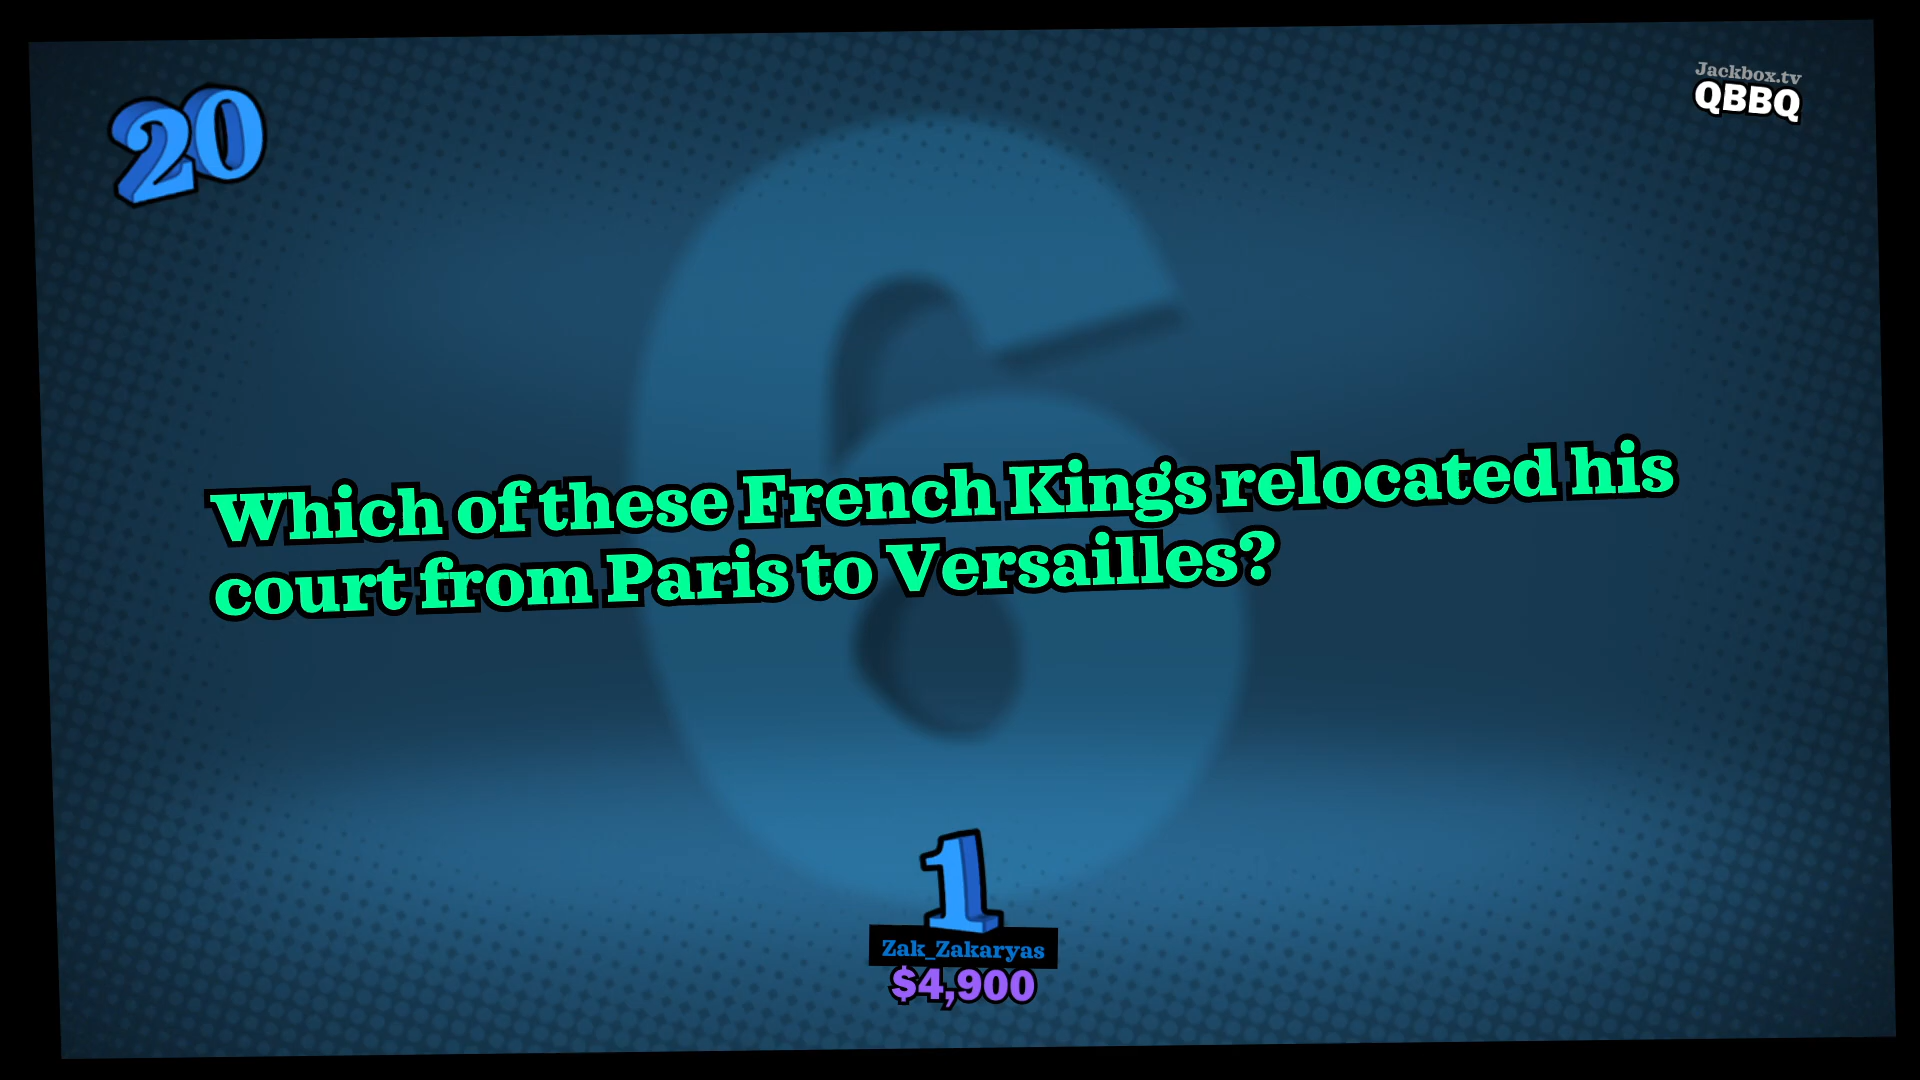 20
Jackbox.tv
QBBQ
6
Which of these French Kings relocated his
court from Paris to Versailles?
1
Zak_Zakaryas
$4,900